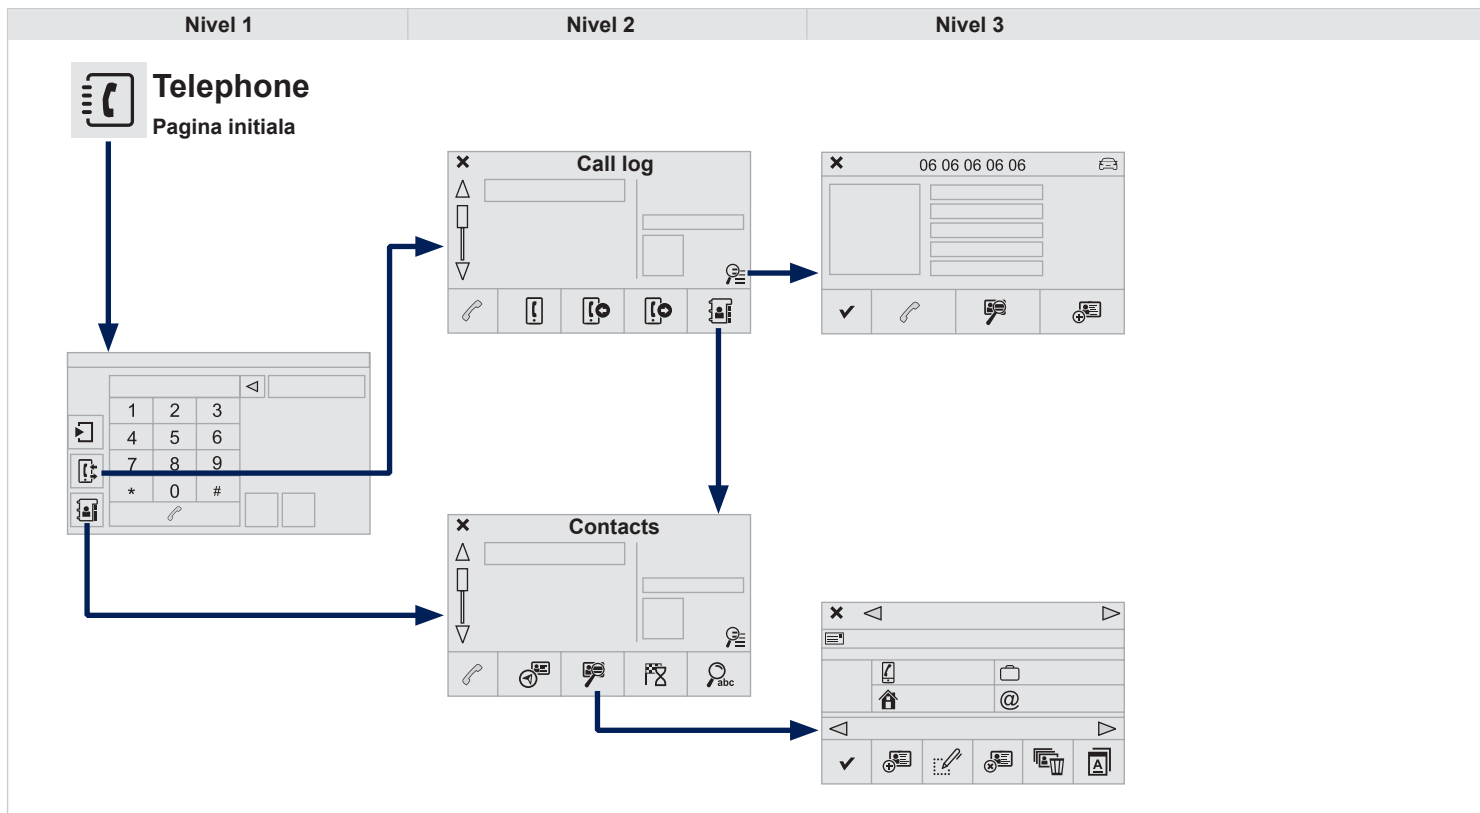 Nivel 1 Nivel 2 Nivel 3
Telephone
Pagina initiala
Call log
06 06 06 06 06
1 2 3
4 5 6
7 8 9
* 0 #
Contacts
abc
@
A